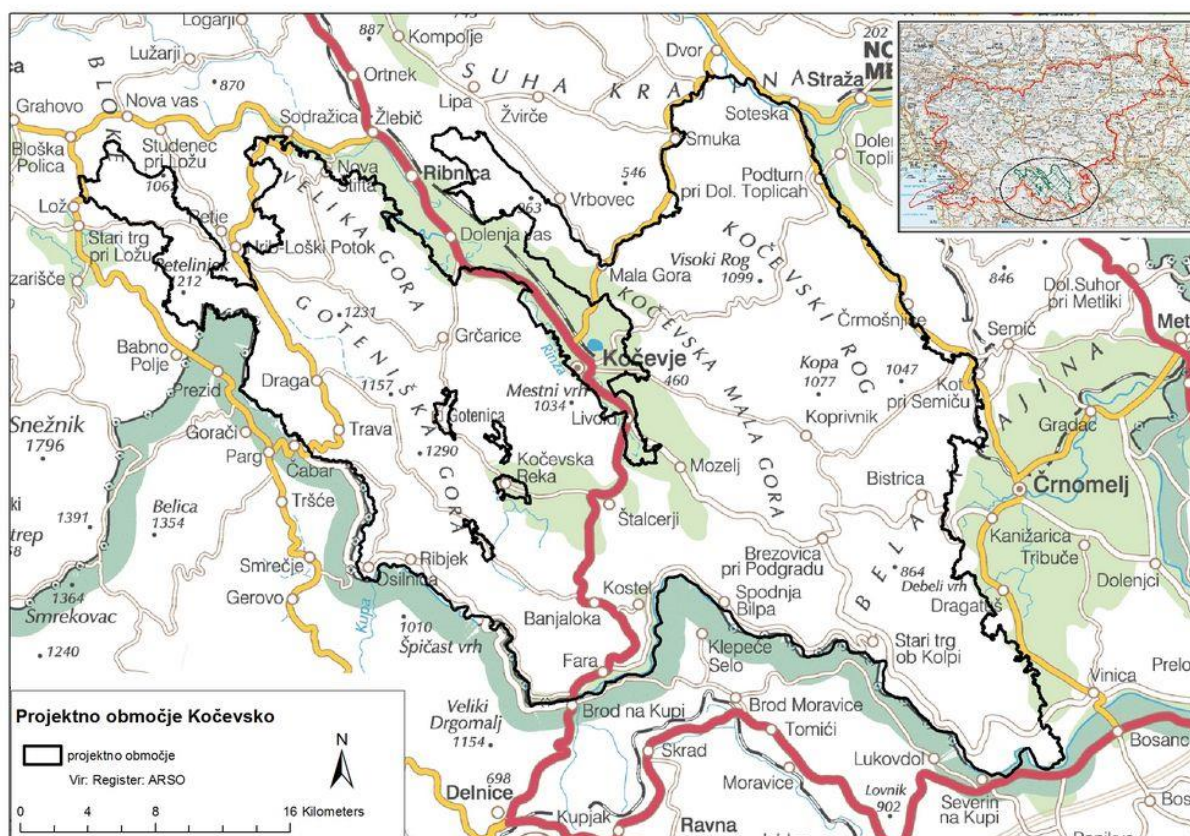 Logarji
Kompolje
887
Dvor
202
NO
ME
Lužarji
870
Ortnek
SUHA KRAJINA
Straža
BLOKE
Grahovo
Nova vas
Lipa
Žvirče
Soteska
Sodražica
Žlebič
Smuka
Bloška
Polica
Studenec
pri Ložu
Nova
Štifta
Ribnica
546
Podturn
pri Dol. Toplicah
Vrbovec
Lož
Stari trg
pri Ložu
Retje
VELIKA GORA
Dolenja vas
Petelinjek
1212
Mala Gora
Visoki Rog
1099
846
Dol.Suhor
pri Metliki
GOTENIŠKA GORA
1231
KOČEVSKI ROG
Črmošnjice
Semič
Met
Grčarice
Rinža
Kočevje
KOČEVSKA MALA GORA
Babno
Polje
Prezid
Draga
1157
Mestni vrh
1034
460
Kopa
1077
1047
Kot
pri Semiču
Gotenica
Livold
Koprivnik
Gradac
Snežnik
1796
Gorači
Trava
Parg
Čabar
1290
Mozelj
Kočevska
Reka
Bistrica
Črnomelj
Tršće
Belica
1354
1391
Štalcerji
Kanižarica
Tribuče
Smrečje
Ribjek
Osilnica
Brezovica
pri Podgradu
BELA
864
Debeli vrh
Dolenjci
1364
Smrekovac
Gerovo
Kupa
Kostel
Spodnja
Bilpa
Dragatuš
1240
1010
Špičast vrh
Banjaloka
Klepeće
Selo
Stari trg
ob Kolpi
Fara
Vinica
Prelo
Veliki
Drgomalj
1154
Brod na Kupi
Brod Moravice
Tomići
Bosanc
Skrad
Lukovdol
698
Delnice
Moravice
Lovnik
902
Severin
na Kupi
Kupjak
Ravna
Projektno območje Kočevsko
projektno območje
Vir: Register: ARSO
N
0 4 8 16 Kilometers